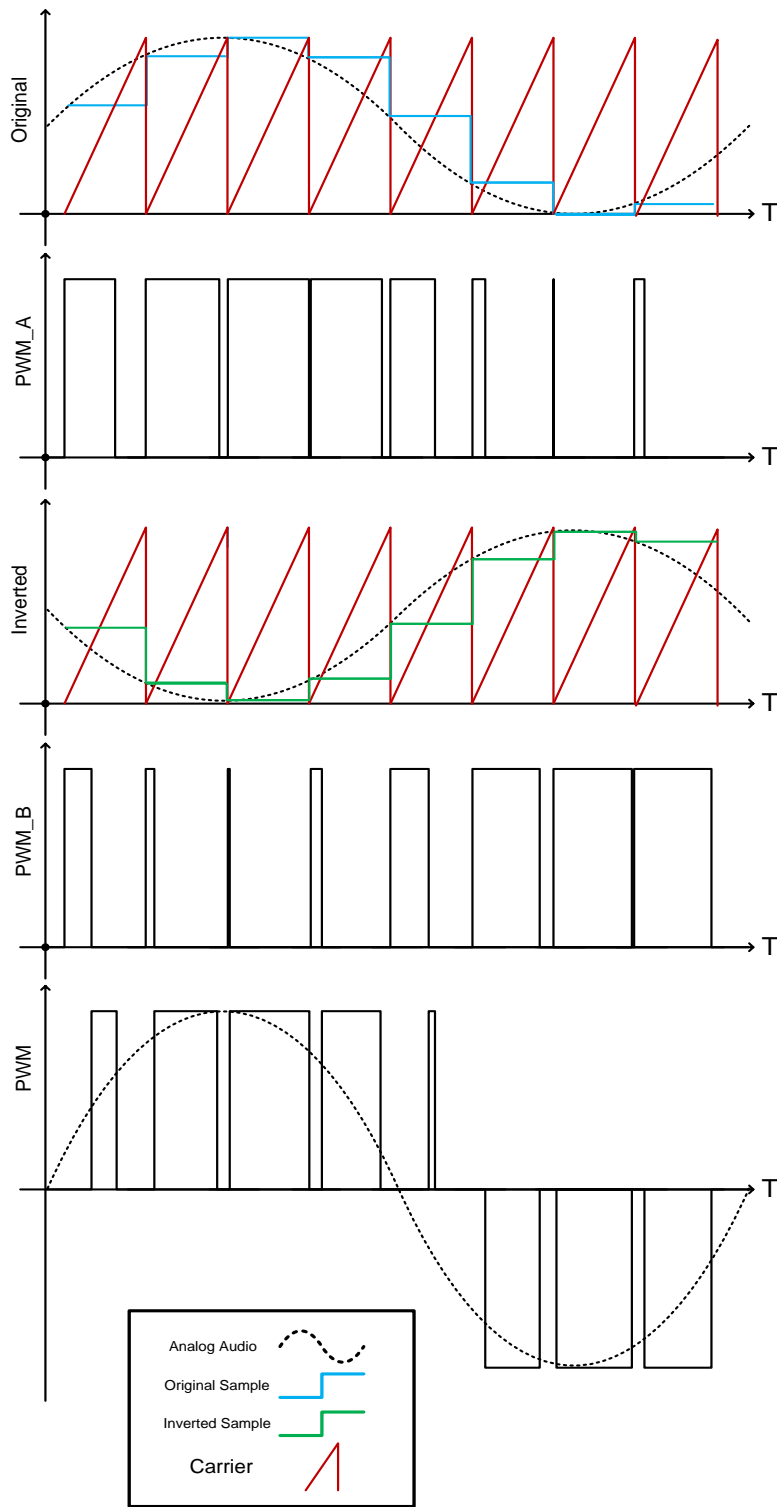 Original
T
PWM_A
T
Inverted
T
PWM_B
T
PWM
T
Analog Audio
Original Sample
Inverted Sample
Carrier